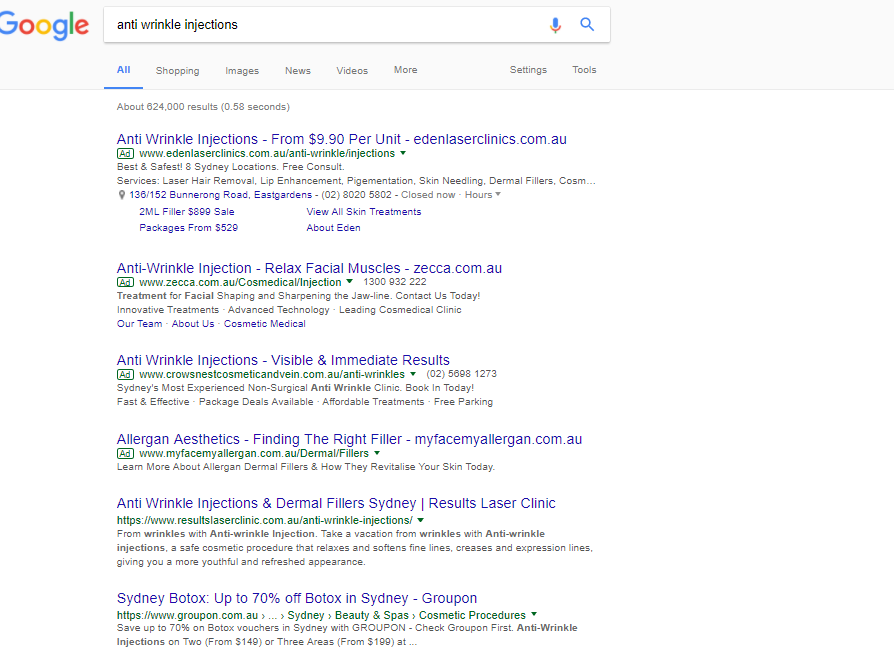 Google
anti wrinkle injections
All Shopping Images News Videos More Settings Tools
About 624,000 results (0.58 seconds)
Anti Wrinkle Injections - From $9.90 Per Unit - edenlaserclinics.com.au
Ad www.edenlaserclinics.com.au/anti-wrinkle/injections
Best & Safest! 8 Sydney Locations. Free Consult.
Services: Laser Hair Removal, Lip Enhancement, Pigementation, Skin Needling, Dermal Fillers, Cosm...
136/152 Bunnerong Road, Eastgardens - (02) 8020 5802 - Closed now · Hours
2ML Filler $899 Sale View All Skin Treatments
Packages From $529 About Eden
Anti-Wrinkle Injection - Relax Facial Muscles - zecca.com.au
Ad www.zecca.com.au/Cosmedical/Injection 1300 932 222
Treatment for Facial Shaping and Sharpening the Jaw-line. Contact Us Today!
Innovative Treatments · Advanced Technology · Leading Cosmedical Clinic
Our Team · About Us · Cosmetic Medical
Anti Wrinkle Injections - Visible & Immediate Results
Ad www.crowsnestcosmeticandvein.com.au/anti-wrinkles (02) 5698 1273
Sydney's Most Experienced Non-Surgical Anti Wrinkle Clinic. Book In Today!
Fast & Effective · Package Deals Available · Affordable Treatments · Free Parking
Allergan Aesthetics - Finding The Right Filler - myfacemyallergan.com.au
Ad www.myfacemyallergan.com.au/Dermal/Fillers
Learn More About Allergan Dermal Fillers & How They Revitalise Your Skin Today.
Anti Wrinkle Injections & Dermal Fillers Sydney | Results Laser Clinic
https://www.resultslaserclinic.com.au/anti-wrinkle-injections/
From wrinkles with Anti-wrinkle Injection. Take a vacation from wrinkles with Anti-wrinkle
injections, a safe cosmetic procedure that relaxes and softens fine lines, creases and expression lines,
giving you a more youthful and refreshed appearance.
Sydney Botox: Up to 70% off Botox in Sydney - Groupon
https://www.groupon.com.au › ... › Sydney › Beauty & Spas › Cosmetic Procedures
Save up to 70% on Botox vouchers in Sydney with GROUPON - Check Groupon First. Anti-Wrinkle
Injections on Two (From $149) or Three Areas (From $199) at ...